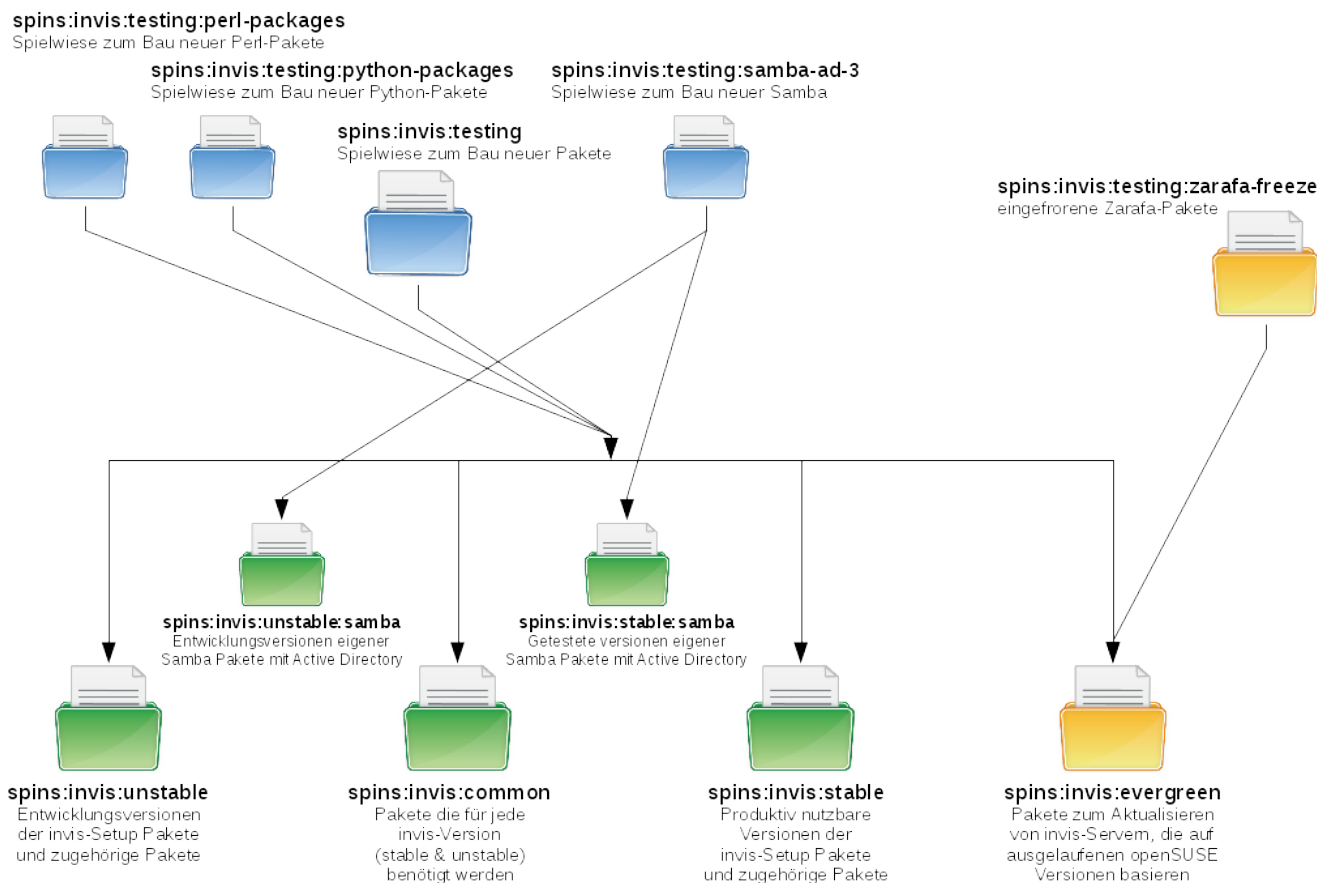 spins:invis:testing:perl-packages
Spielwiese zum Bau neuer Perl-Pakete
spins:invis:testing:python-packages
Spielwiese zum Bau neuer Python-Pakete
spins:invis:testing:samba-ad-3
Spielwiese zum Bau neuer Samba
spins:invis:testing
Spielwiese zum Bau neuer Pakete
spins:invis:testing:zarafa-freeze
eingefrorene Zarafa-Pakete
spins:invis:unstable:samba
Entwicklungsversionen eigener
Samba Pakete mit Active Directory
spins:invis:stable:samba
Getestete versionen eigener
Samba Pakete mit Active Directory
spins:invis:unstable
Entwicklungsversionen
der invis-Setup Pakete
und zugehörige Pakete
spins:invis:common
Pakete die für jede
invis-Version
(stable & unstable)
benötigt werden
spins:invis:stable
Produktiv nutzbare
Versionen der
invis-Setup Pakete
und zugehörige Pakete
spins:invis:evergreen
Pakete zum Aktualisieren
von invis-Servern, die auf
ausgelaufenen openSUSE
Versionen basieren